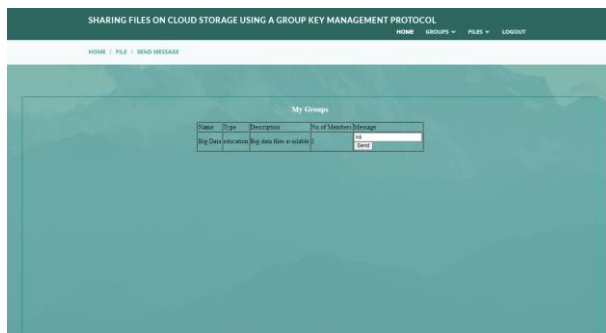 SHARING FILES ON CLOUD STORAGE USING A GROUP KEY MANAGEMENT PROTOCOL
HOME GROUPS FILES LOGOUT
HOME / FILE / SEND MESSAGE
My Groups
Name Type Description No.of Members Message
Big Data education Big data files available 2
Send